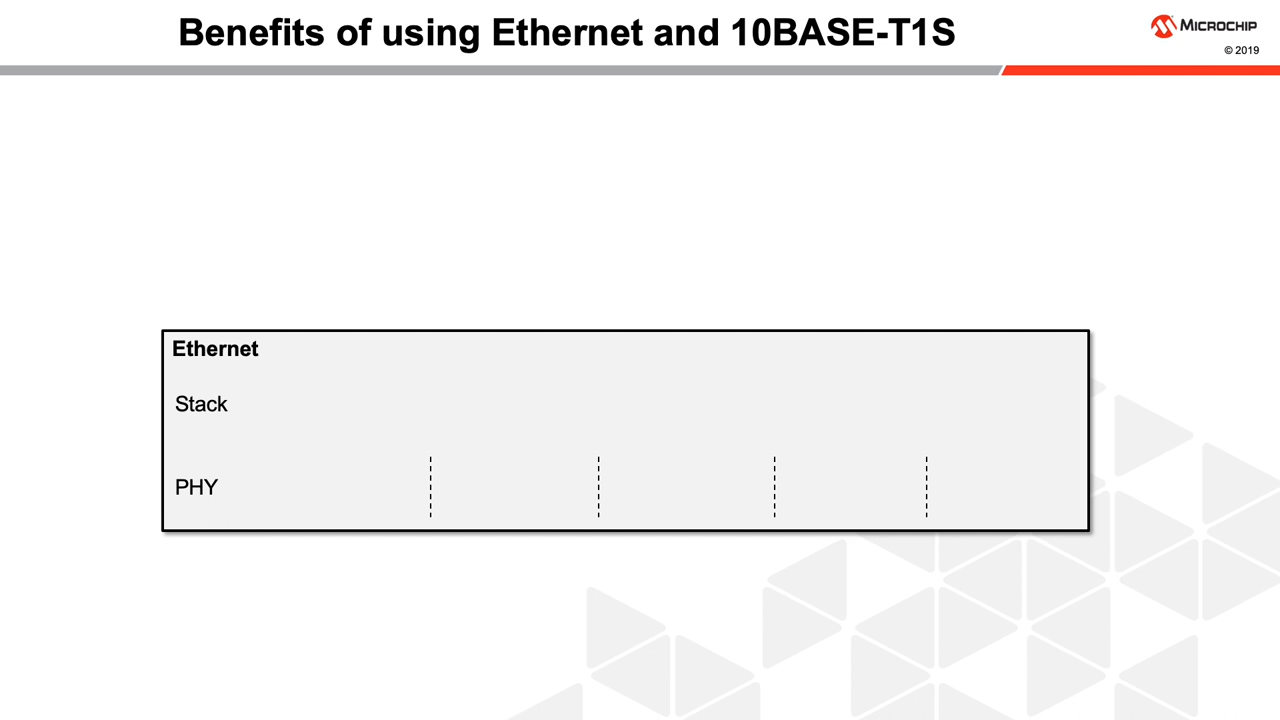 Benefits of using Ethernet and 10BASE-T1S
MICROCHIP
© 2019
Ethernet
Stack
PHY